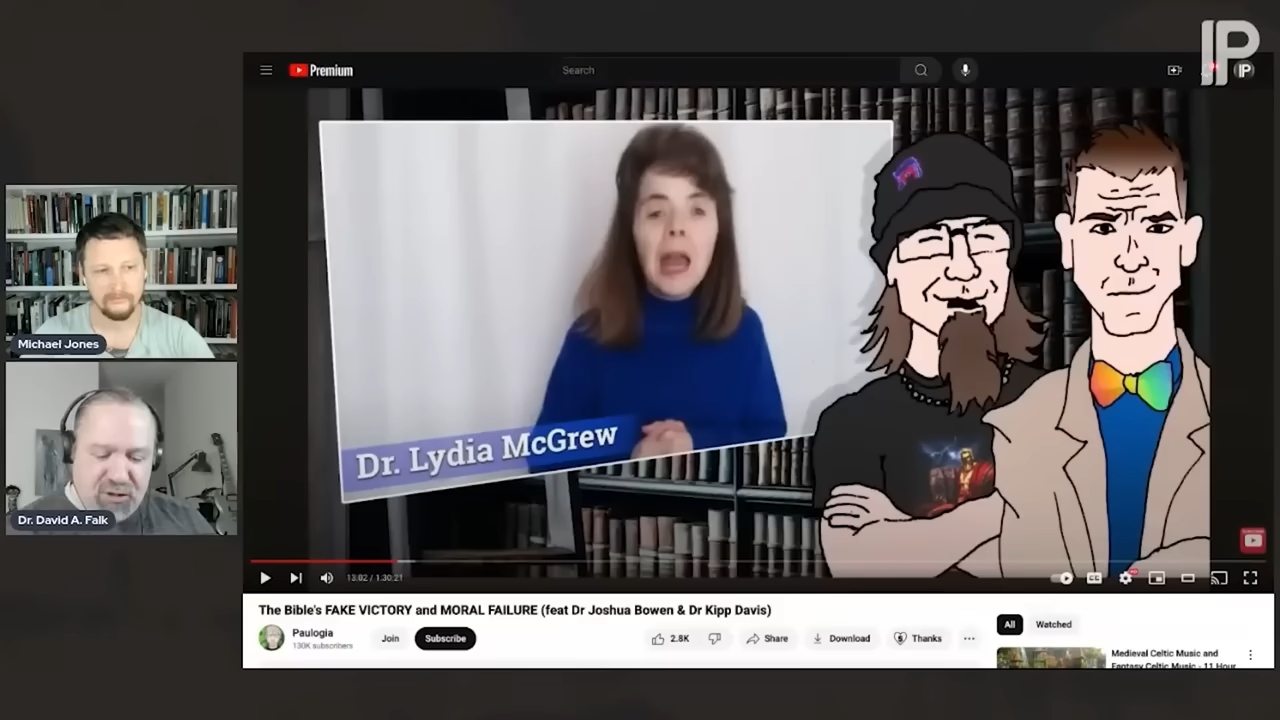 IP
Premium
Search
IP
Michael Jones
Dr. David A. Falk
Dr. Lydia McGrew
13:02 / 1:30:21
CC
The Bible's FAKE VICTORY and MORAL FAILURE (feat Dr Joshua Bowen & Dr Kipp Davis)
Paulogia
130K subscribers
Join
Subscribe
2.8K
Share
Download
Thanks
All
Watched
Medieval Celtic Music and
Fantasy Celtic Music - 11 Hour